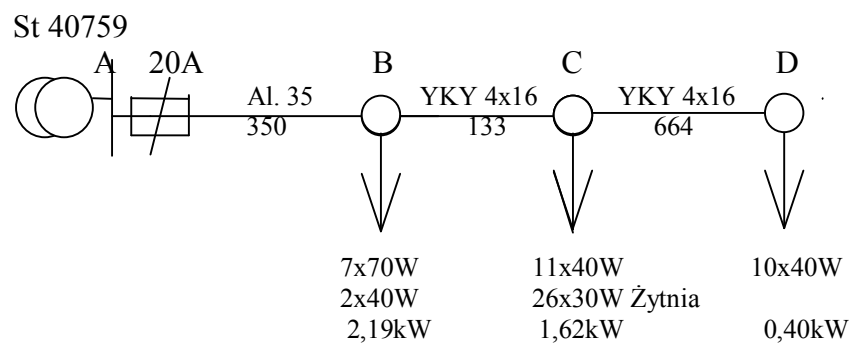 St 40759
A 20A B C D
Al. 35 YKY 4x16 YKY 4x16
350 133 664
7x70W 11x40W 10x40W
2x40W 26x30W Żytnia
2,19kW 1,62kW 0,40kW